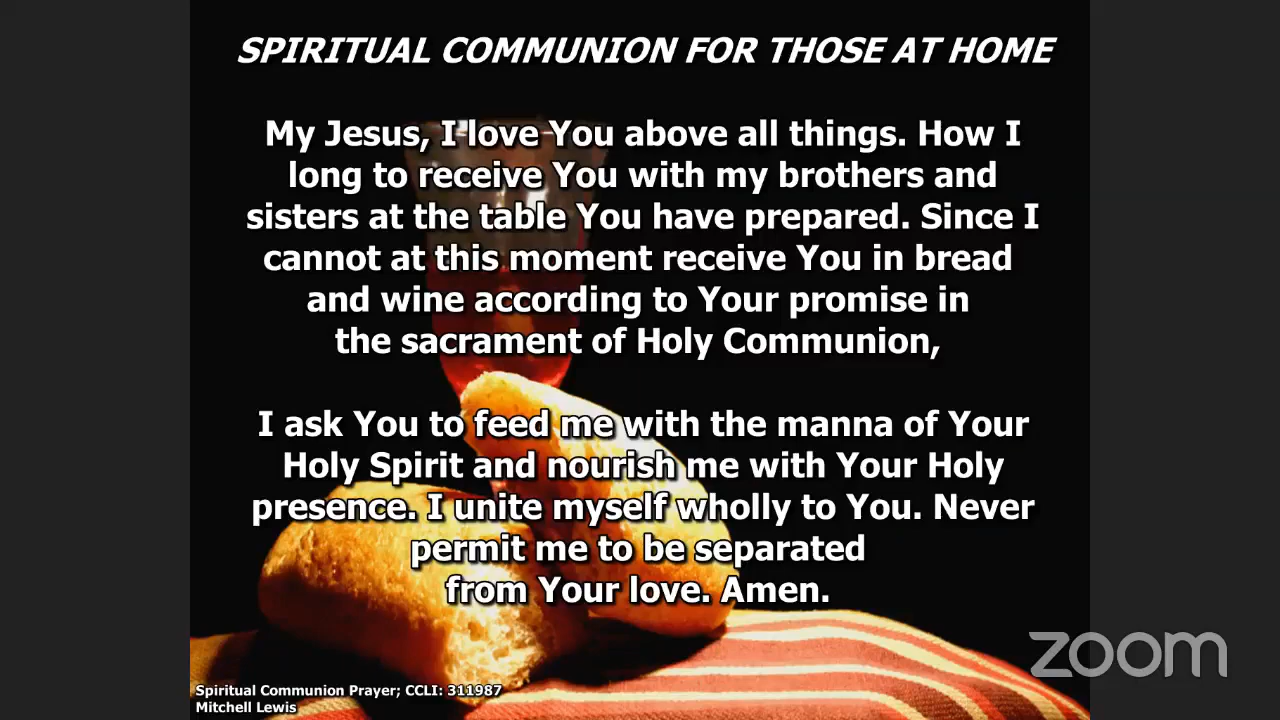 SPIRITUAL COMMUNION FOR THOSE AT HOME
My Jesus, I love You above all things. How I
long to receive You with my brothers and
sisters at the table You have prepared. Since I
cannot at this moment receive You in bread
and wine according to Your promise in
the sacrament of Holy Communion,
I ask You to feed me with the manna of Your
Holy Spirit and nourish me with Your Holy
presence. I unite myself wholly to You. Never
permit me to be separated
from Your love. Amen.
zoom
Spiritual Communion Prayer; CCLI: 311987
Mitchell Lewis